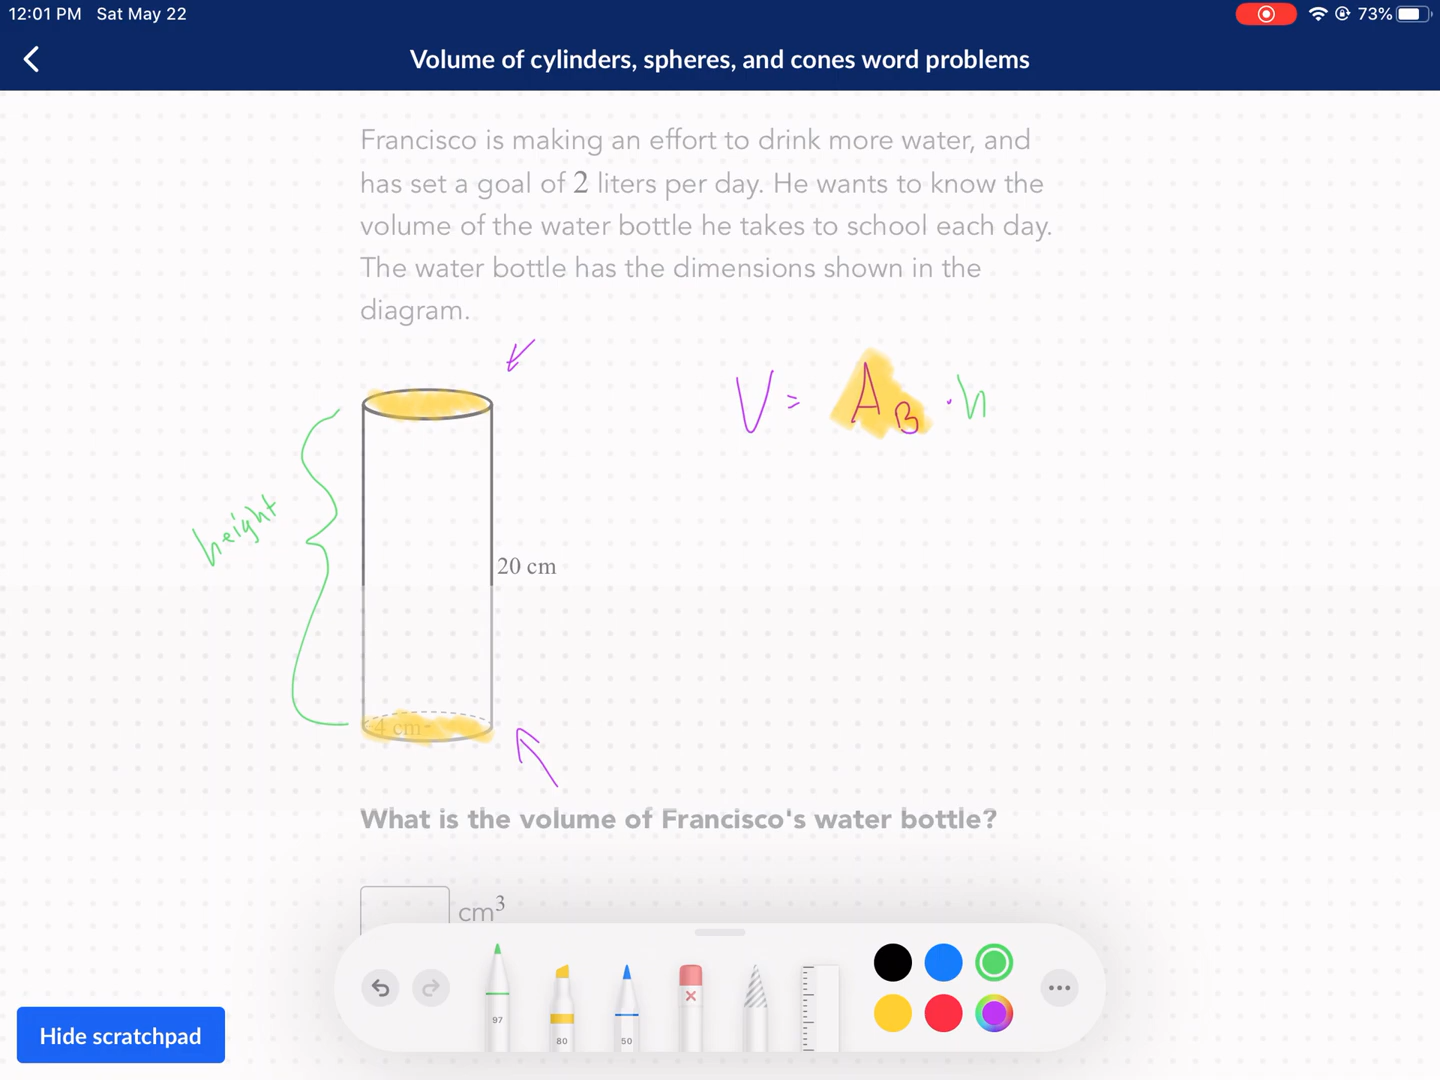 12:01 PM Sat May 22 73%
Volume of cylinders, spheres, and cones word problems
Francisco is making an effort to drink more water, and
has set a goal of 2 liters per day. He wants to know the
volume of the water bottle he takes to school each day.
The water bottle has the dimensions shown in the
diagram.
V = A_B · h
height
20 cm
4 cm
What is the volume of Francisco's water bottle?
cm³
97 80 50
Hide scratchpad